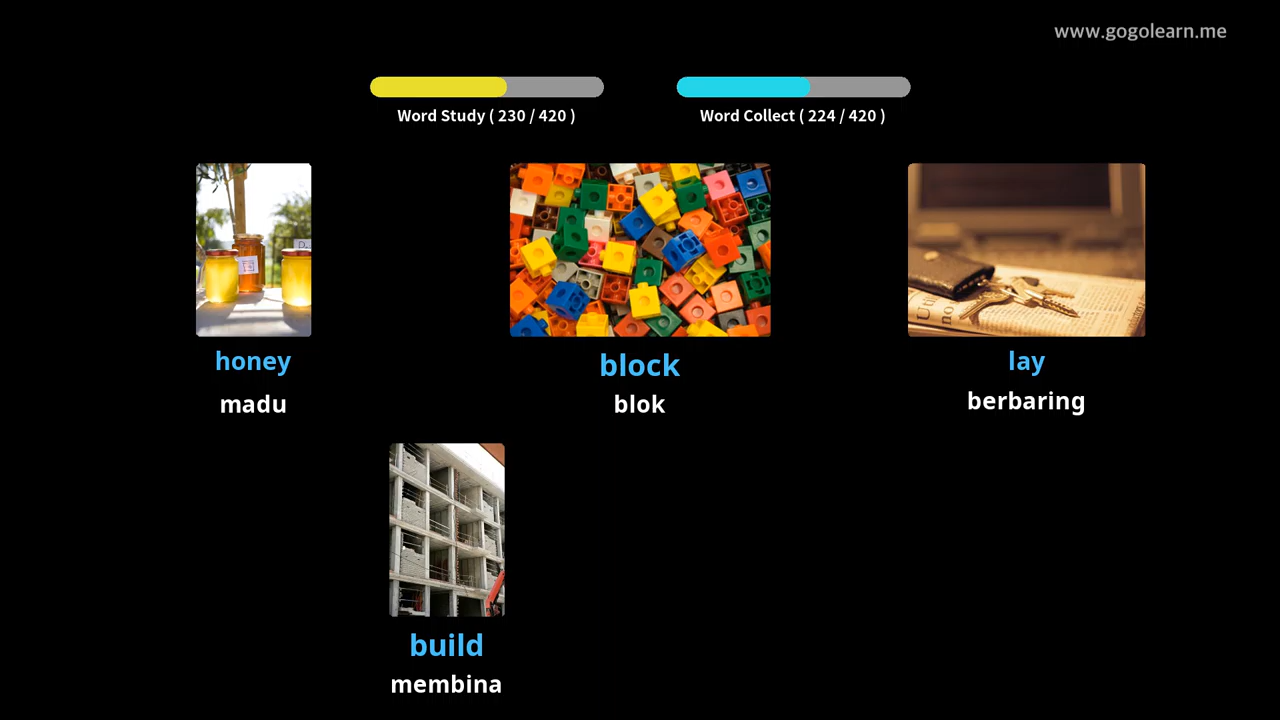 www.gogolearn.me
Word Study ( 230 / 420 )
Word Collect ( 224 / 420 )
honey
madu
block
blok
lay
berbaring
build
membina